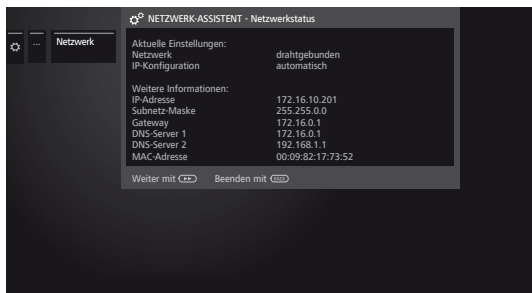 NETZWERK-ASSISTENT - Netzwerkstatus
... Netzwerk
Aktuelle Einstellungen:
Netzwerk drahtgebunden
IP-Konfiguration automatisch
Weitere Informationen:
IP-Adresse 172.16.10.201
Subnetz-Maske 255.255.0.0
Gateway 172.16.0.1
DNS-Server 1 172.16.0.1
DNS-Server 2 192.168.1.1
MAC-Adresse 00:09:82:17:73:52
Weiter mit Beenden mit BACK